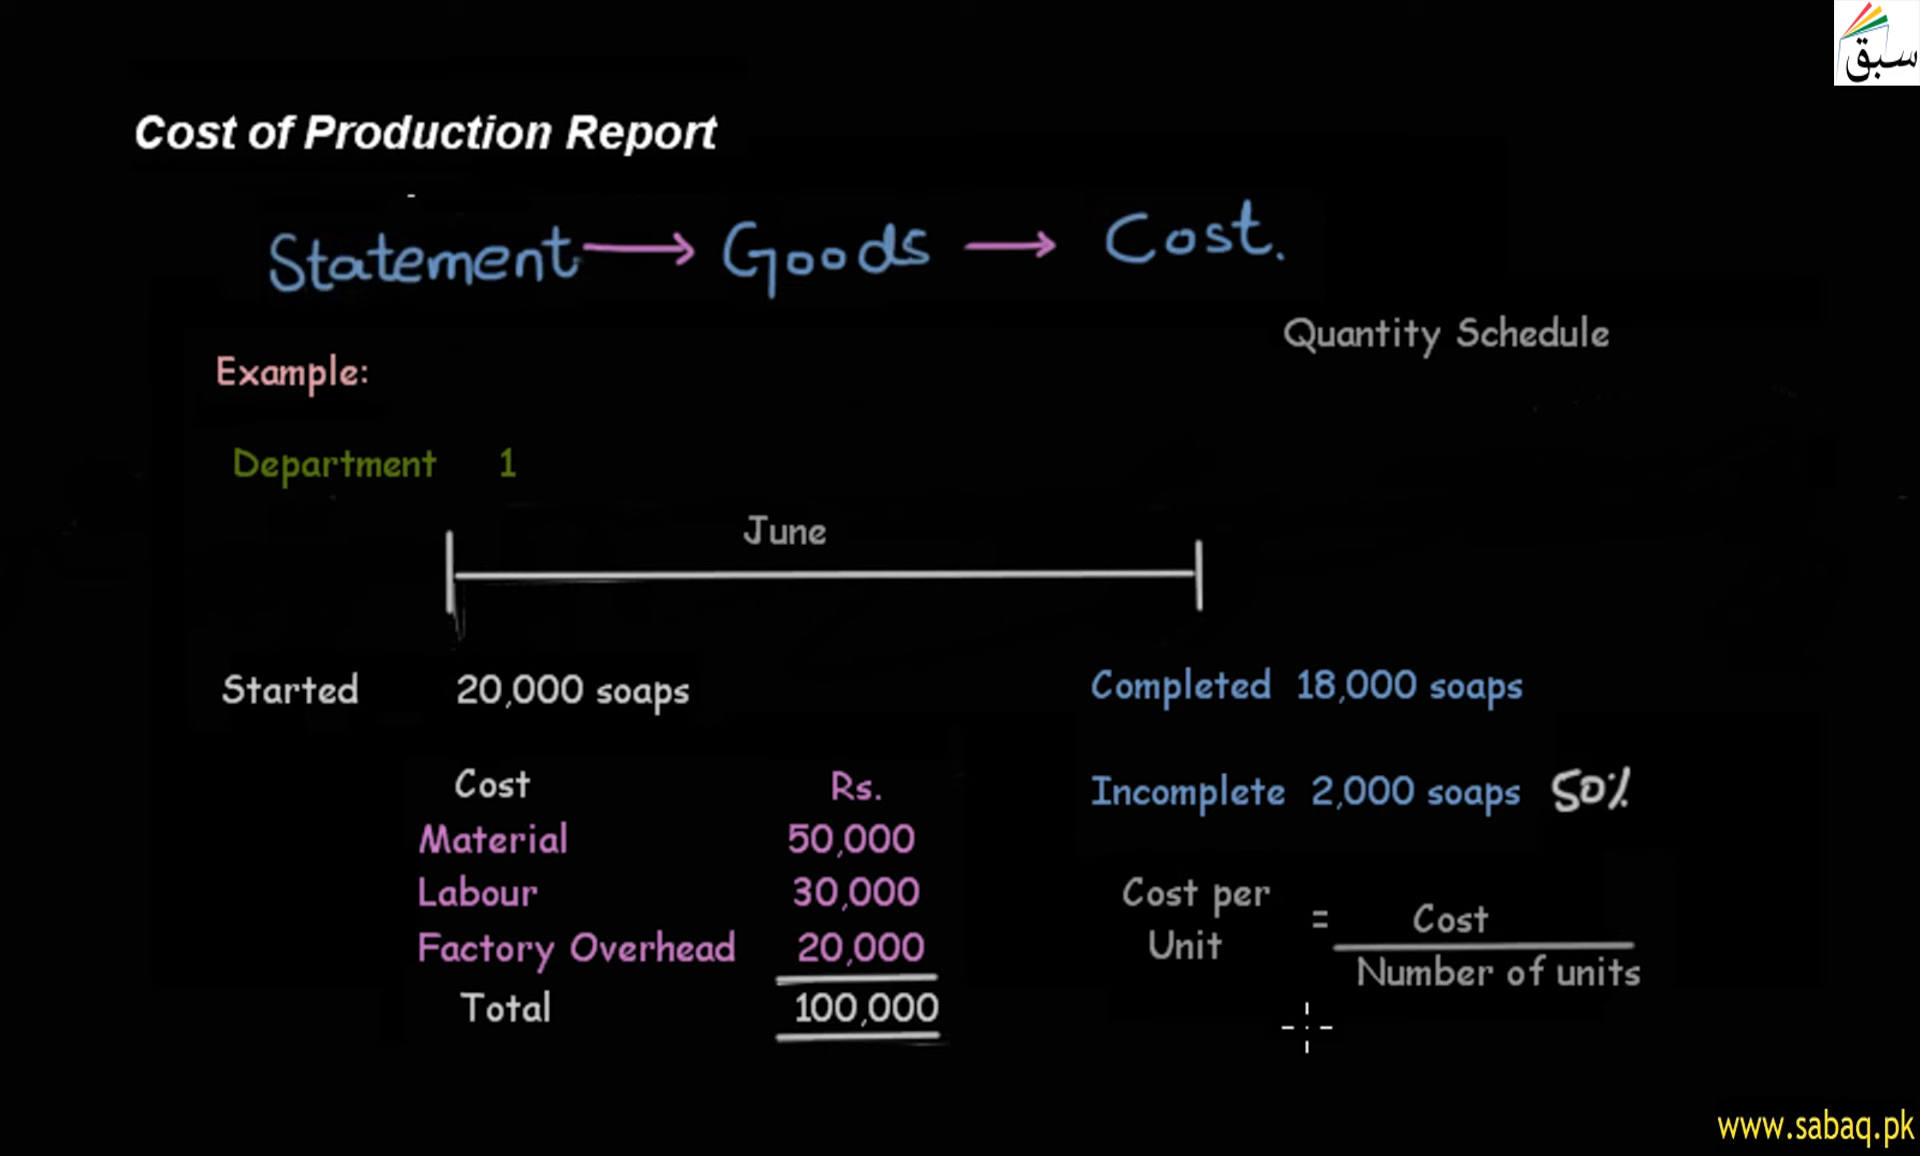 سبق
Cost of Production Report
Statement → Goods → Cost.
Quantity Schedule
Example:
Department 1
June
Started 20,000 soaps
Completed 18,000 soaps
Incomplete 2,000 soaps 50%
Cost Rs.
Material 50,000
Labour 30,000
Factory Overhead 20,000
Total 100,000
Cost per
Unit
= Cost
Number of units
www.sabaq.pk